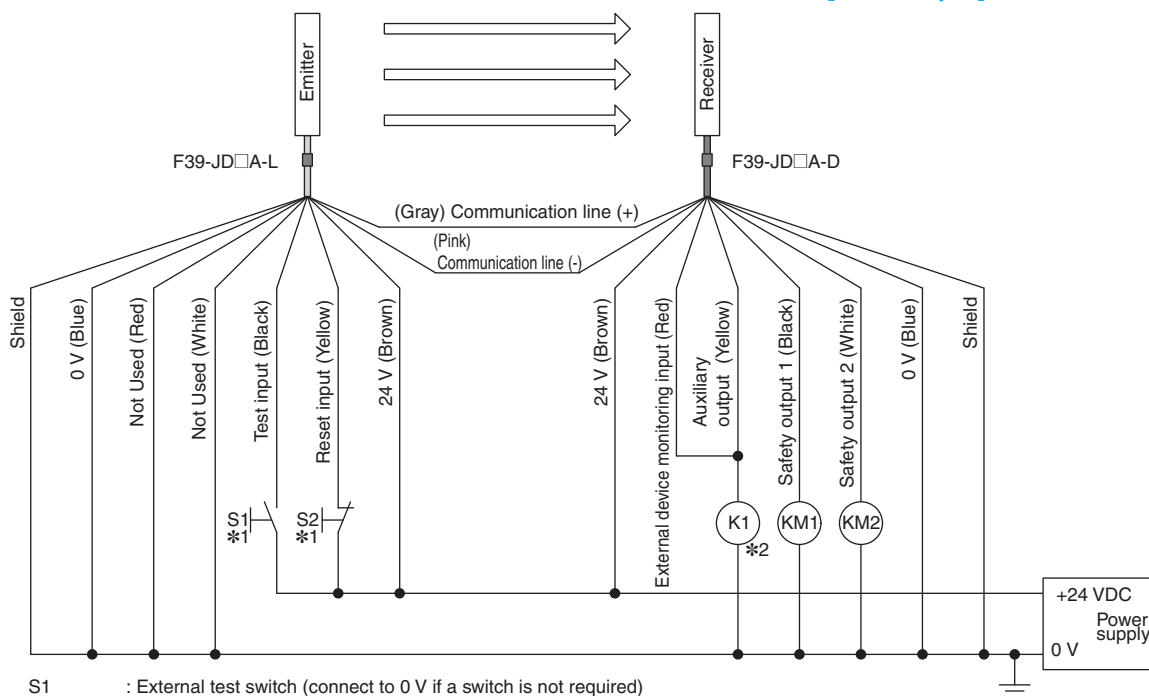 Emitter
Receiver
F39-JD□A-L
F39-JD□A-D
(Gray) Communication line (+)
(Pink)
Communication line (-)
Shield
0 V (Blue)
Not Used (Red)
Not Used (White)
Test input (Black)
Reset input (Yellow)
24 V (Brown)
24 V (Brown)
External device monitoring input (Red)
Auxiliary
output (Yellow)
Safety output 1 (Black)
Safety output 2 (White)
0 V (Blue)
Shield
S1
*1
S2
*1
K1
*2
KM1
KM2
+24 VDC
Power
supply
0 V
S1 : External test switch (connect to 0 V if a switch is not required)